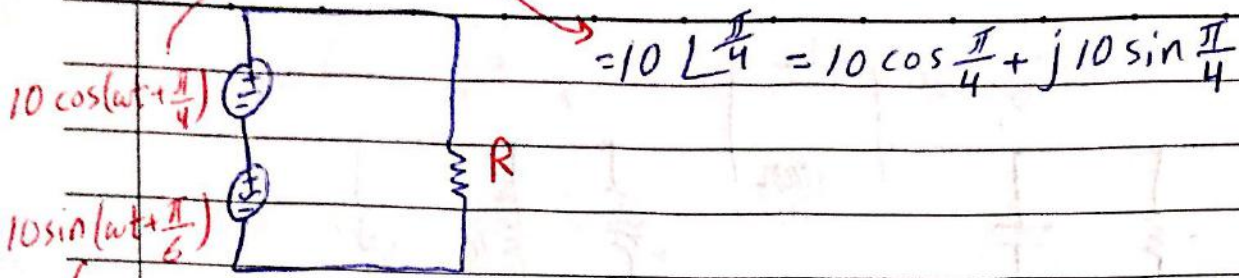 =10∠π/4 = 10 cos π/4 + j 10 sin π/4
10 cos(ωt+π/4)
+
-
R
+
-
10 sin(ωt+π/6)